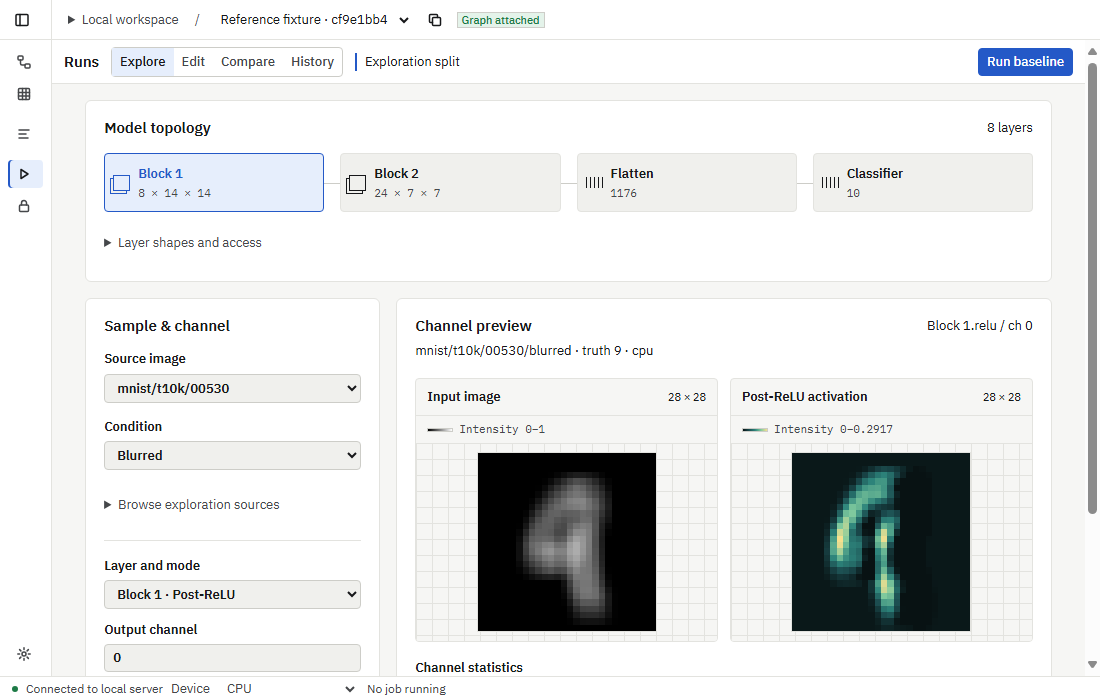 Local workspace / Reference fixture · cf9e1bb4 Graph attached
Runs Explore Edit Compare History Exploration split Run baseline
Model topology 8 layers
Block 1
8 × 14 × 14
Block 2
24 × 7 × 7
Flatten
1176
Classifier
10
Layer shapes and access
Sample & channel
Source image
mnist/t10k/00530
Condition
Blurred
Browse exploration sources
Layer and mode
Block 1 · Post-ReLU
Output channel
0
Channel preview Block 1.relu / ch 0
mnist/t10k/00530/blurred · truth 9 · cpu
Input image 28 × 28
Intensity 0–1
Post-ReLU activation 28 × 28
Intensity 0–0.2917
Channel statistics
Connected to local server Device CPU No job running